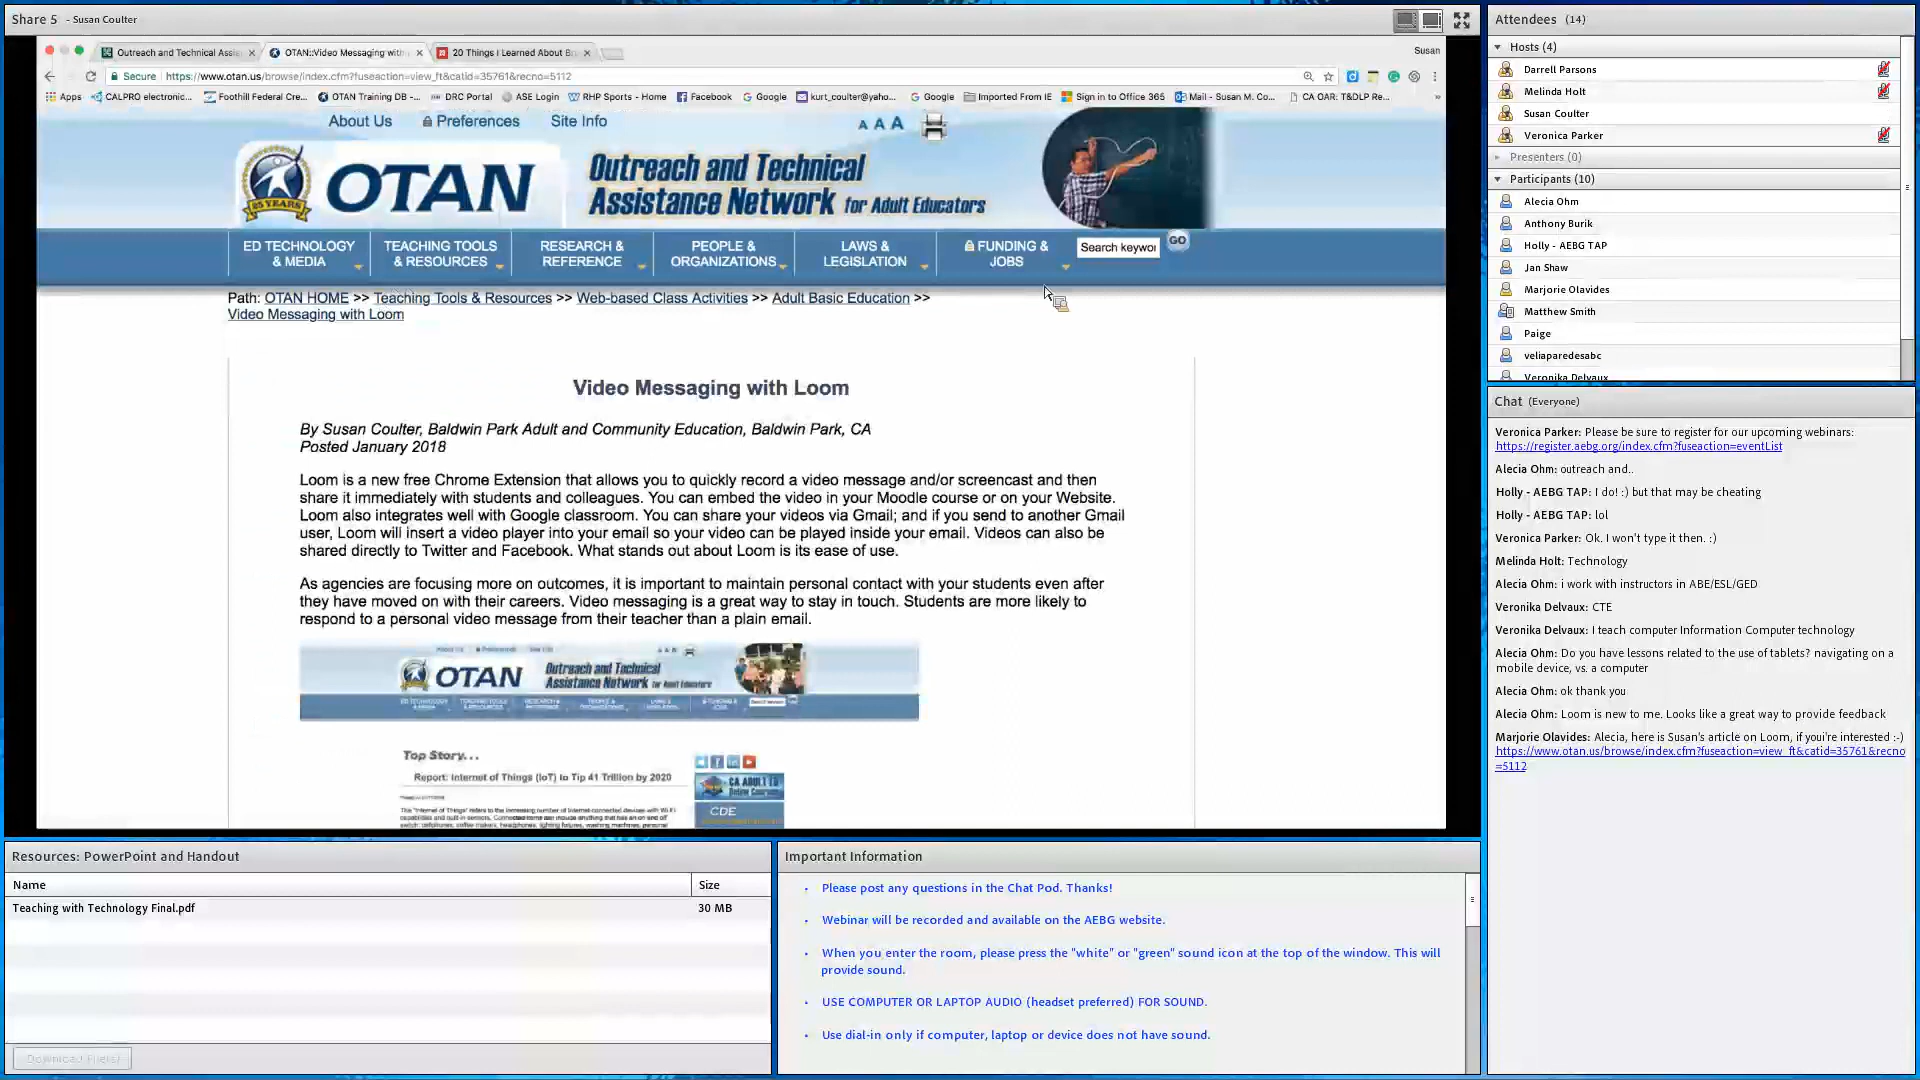 Share 5 - Susan Coulter
Outreach and Technical Assis
OTAN::Video Messaging with
20 Things I Learned About Br
Susan
Secure https://www.otan.us/browse/index.cfm?fuseaction=view_ft&catid=35761&recno=5112
Apps CALPRO electronic... Foothill Federal Cre... OTAN Training DB -... DRC Portal ASE Login RHP Sports - Home Facebook Google kurt_coulter@yaho... Google Imported From IE Sign in to Office 365 Mail - Susan M. Co... CA OAR: T&DLP Re... »
About Us Preferences Site Info A A A
25 YEARS
OTAN
Outreach and Technical
Assistance Network for Adult Educators
ED TECHNOLOGY
& MEDIA
TEACHING TOOLS
& RESOURCES
RESEARCH &
REFERENCE
PEOPLE &
ORGANIZATIONS
LAWS &
LEGISLATION
FUNDING &
JOBS
Search keywor
GO
Path: OTAN HOME >> Teaching Tools & Resources >> Web-based Class Activities >> Adult Basic Education >>
Video Messaging with Loom
Video Messaging with Loom
By Susan Coulter, Baldwin Park Adult and Community Education, Baldwin Park, CA
Posted January 2018
Loom is a new free Chrome Extension that allows you to quickly record a video message and/or screencast and then
share it immediately with students and colleagues. You can embed the video in your Moodle course or on your Website.
Loom also integrates well with Google classroom. You can share your videos via Gmail; and if you send to another Gmail
user, Loom will insert a video player into your email so your video can be played inside your email. Videos can also be
shared directly to Twitter and Facebook. What stands out about Loom is its ease of use.
As agencies are focusing more on outcomes, it is important to maintain personal contact with your students even after
they have moved on with their careers. Video messaging is a great way to stay in touch. Students are more likely to
respond to a personal video message from their teacher than a plain email.
OTAN
Outreach and Technical
Assistance Network for Adult Educators
Top Story...
Report: Internet of Things (IoT) to Tip 41 Trillion by 2020
CDE
Attendees (14)
Hosts (4)
Darrell Parsons
Melinda Holt
Susan Coulter
Veronica Parker
Presenters (0)
Participants (10)
Alecia Ohm
Anthony Burik
Holly - AEBG TAP
Jan Shaw
Marjorie Olavides
Matthew Smith
Paige
veliaparedesabc
Veronika Delvaux
Chat (Everyone)
Veronica Parker: Please be sure to register for our upcoming webinars:
https://register.aebg.org/index.cfm?fuseaction=eventList
Alecia Ohm: outreach and..
Holly - AEBG TAP: I do! :) but that may be cheating
Holly - AEBG TAP: lol
Veronica Parker: Ok. I won't type it then. :)
Melinda Holt: Technology
Alecia Ohm: i work with instructors in ABE/ESL/GED
Veronika Delvaux: CTE
Veronika Delvaux: I teach computer Information Computer technology
Alecia Ohm: Do you have lessons related to the use of tablets? navigating on a
mobile device, vs. a computer
Alecia Ohm: ok thank you
Alecia Ohm: Loom is new to me. Looks like a great way to provide feedback
Marjorie Olavides: Alecia, here is Susan's article on Loom, if youi're interested :-)
https://www.otan.us/browse/index.cfm?fuseaction=view_ft&catid=35761&recno
=5112
Resources: PowerPoint and Handout
Name Size
Teaching with Technology Final.pdf 30 MB
Download File(s)
Important Information
• Please post any questions in the Chat Pod. Thanks!
• Webinar will be recorded and available on the AEBG website.
• When you enter the room, please press the "white" or "green" sound icon at the top of the window. This will
provide sound.
• USE COMPUTER OR LAPTOP AUDIO (headset preferred) FOR SOUND.
• Use dial-in only if computer, laptop or device does not have sound.